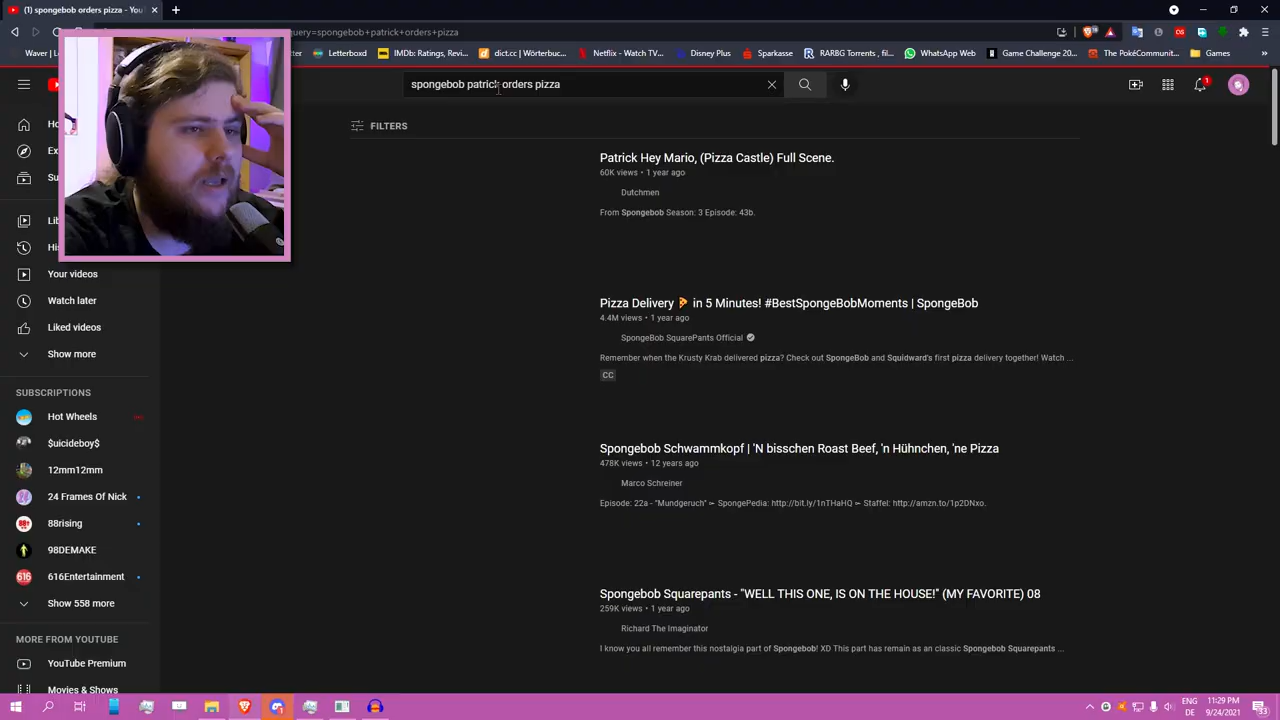 (1) spongebob orders pizza - You
query=spongebob+patrick+orders+pizza
Waver | L
Letterboxd
IMDb: Ratings, Rev...
dict.cc | Wörterbuc...
Netflix - Watch TV...
Disney Plus
Sparkasse
RARBG Torrents, fil...
WhatsApp Web
Game Challenge 20...
The PokéCommunit...
Games
spongebob patrick orders pizza
1
FILTERS
Ho
Ex
Su
Lib
His
Your videos
Watch later
Liked videos
Show more
SUBSCRIPTIONS
Hot Wheels
$uicideboy$
12mm12mm
24 Frames Of Nick
88rising
98DEMAKE
616Entertainment
Show 558 more
MORE FROM YOUTUBE
YouTube Premium
Movies & Shows
Patrick Hey Mario, (Pizza Castle) Full Scene.
60K views • 1 year ago
Dutchmen
From Spongebob Season: 3 Episode: 43b.
Pizza Delivery 🍕 in 5 Minutes! #BestSpongeBobMoments | SpongeBob
4.4M views • 1 year ago
SpongeBob SquarePants Official
Remember when the Krusty Krab delivered pizza? Check out SpongeBob and Squidward's first pizza delivery together! Watch ...
CC
Spongebob Schwammkopf | 'N bisschen Roast Beef, 'n Hühnchen, 'ne Pizza
478K views • 12 years ago
Marco Schreiner
Episode: 22a - "Mundgeruch" ► SpongePedia: http://bit.ly/1nTHaHQ ► Staffel: http://amzn.to/1p2DNxo.
Spongebob Squarepants - "WELL THIS ONE, IS ON THE HOUSE!" (MY FAVORITE) 08
259K views • 1 year ago
Richard The Imaginator
I know you all remember this nostalgia part of Spongebob! XD This part has remain as an classic Spongebob Squarepants ...
ENG
DE
11:29 PM
9/24/2021